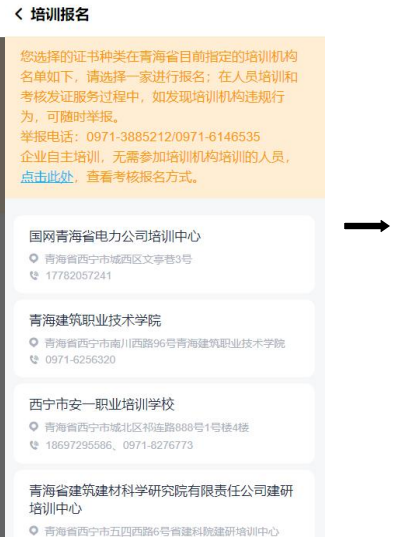 培训报名
您选择的证书种类在青海省目前指定的培训机构
名单如下，请选择一家进行报名；在人员培训和
考核发证服务过程中，如发现培训机构违规行
为，可随时举报。
举报电话：0971-3885212/0971-6146535
企业自主培训，无需参加培训机构培训的人员，
点击此处，查看考核报名方式。
国网青海省电力公司培训中心
青海省西宁市城西区文亭巷3号
17782057241
青海建筑职业技术学院
青海省西宁市南川西路96号青海建筑职业技术学院
0971-6256320
西宁市安一职业培训学校
青海省西宁市城北区祁连路888号1号楼4楼
18697295586、0971-8276773
青海省建筑建材科学研究院有限责任公司建研
培训中心
青海省西宁市五四西路6号省建科院建研培训中心